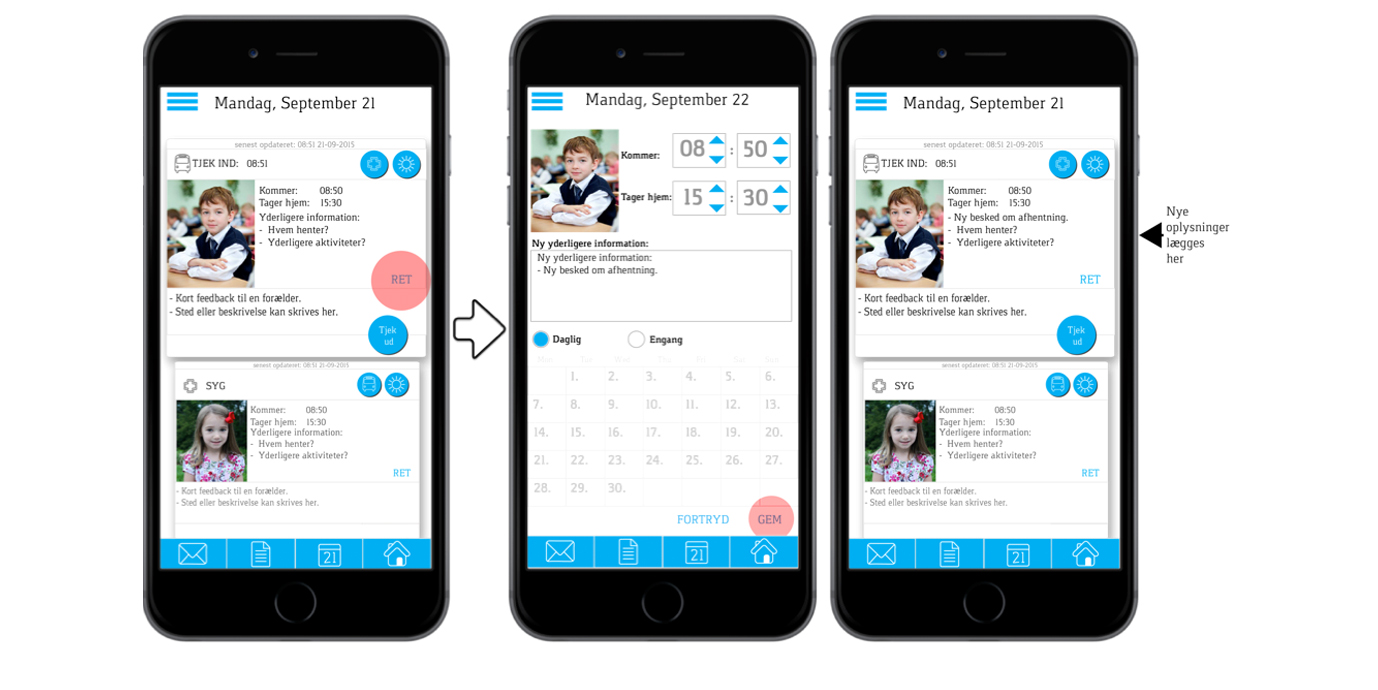 Mandag, September 21
senest opdateret: 08:51 21-09-2015
TJEK IND: 08:51
Kommer: 08:50
Tager hjem: 15:30
Yderligere information:
- Hvem henter?
- Yderligere aktiviteter?
RET
- Kort feedback til en forælder.
- Sted eller beskrivelse kan skrives her.
Tjek
ud
senest opdateret: 08:51 21-09-2015
SYG
Kommer: 08:50
Tager hjem: 15:30
Yderligere information:
- Hvem henter?
- Yderligere aktiviteter?
RET
- Kort feedback til en forælder.
- Sted eller beskrivelse kan skrives her.
21
Mandag, September 22
Kommer: 08 : 50
Tager hjem: 15 : 30
Ny yderligere information:
Ny yderligere information:
- Ny besked om afhentning.
Daglig Engang
1. 2. 3. 4. 5. 6.
7. 8. 9. 10. 11. 12. 13.
14. 15. 16. 17. 18. 19. 20.
21. 22. 23. 24. 25. 26. 27.
28. 29. 30.
FORTRYD GEM
21
Mandag, September 21
senest opdateret: 08:51 21-09-2015
TJEK IND: 08:51
Kommer: 08:50
Tager hjem: 15:30
- Ny besked om afhentning.
- Hvem henter?
- Yderligere aktiviteter?
RET
- Kort feedback til en forælder.
- Sted eller beskrivelse kan skrives her.
Tjek
ud
senest opdateret: 08:51 21-09-2015
SYG
Kommer: 08:50
Tager hjem: 15:30
Yderligere information:
- Hvem henter?
- Yderligere aktiviteter?
RET
- Kort feedback til en forælder.
- Sted eller beskrivelse kan skrives her.
21
Nye
oplysninger
lægges
her